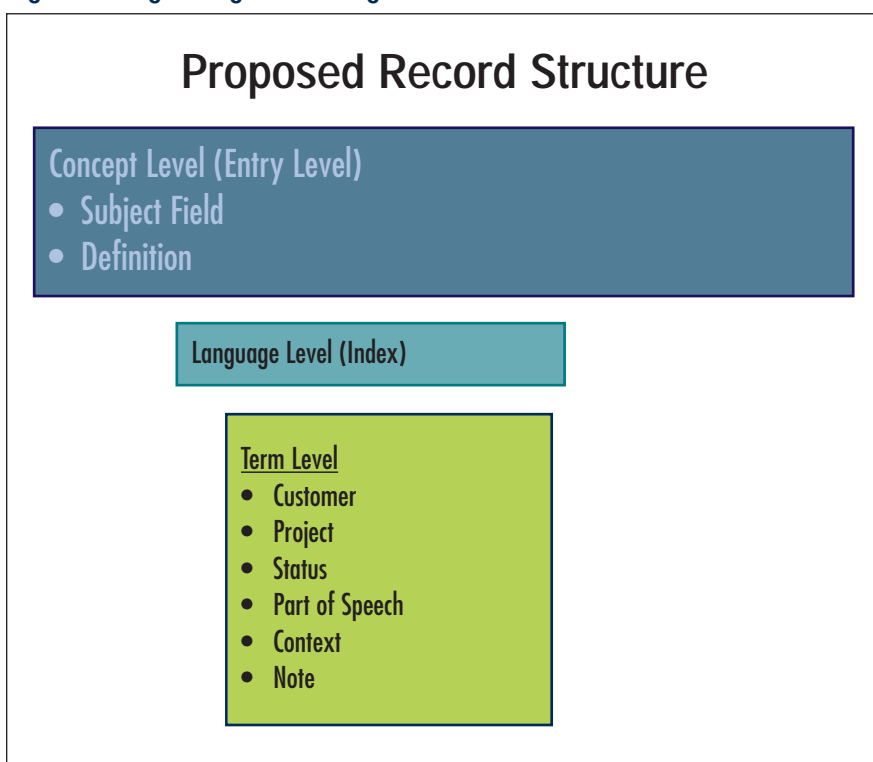 Proposed Record Structure
Concept Level (Entry Level)
• Subject Field
• Definition
Language Level (Index)
Term Level
• Customer
• Project
• Status
• Part of Speech
• Context
• Note